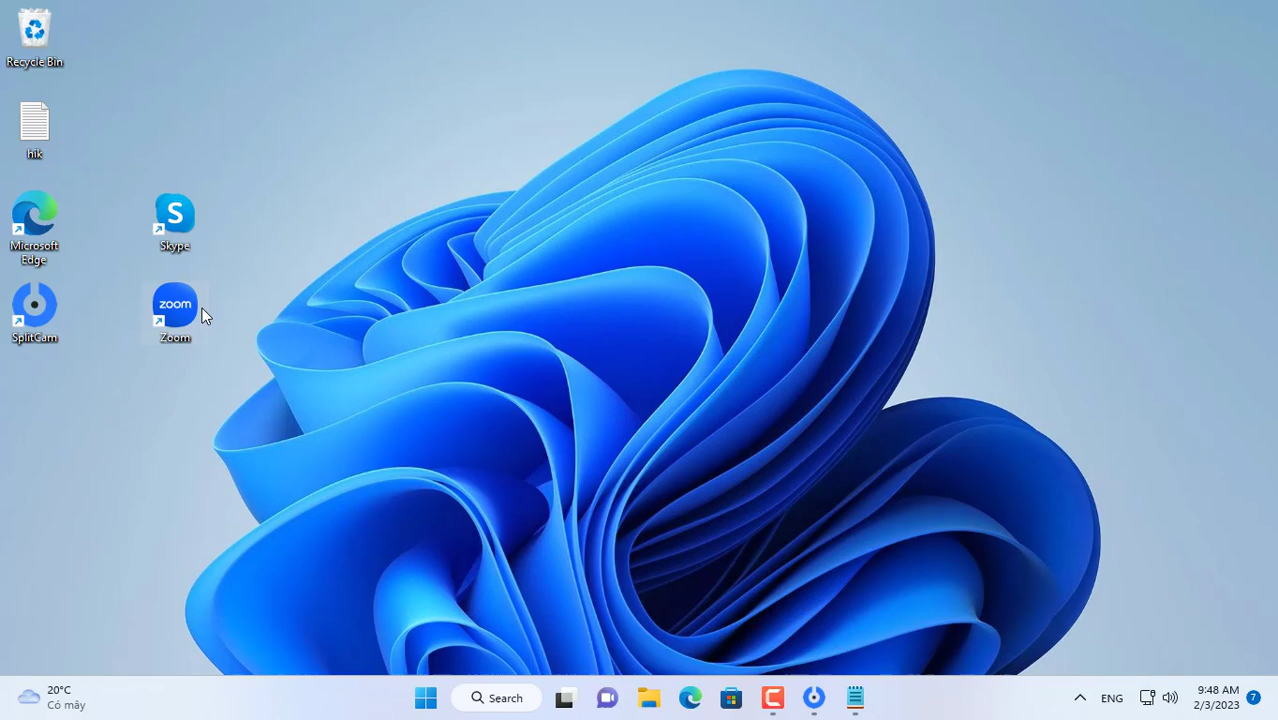 Recycle Bin
hik
Microsoft
Edge
S
Skype
SplitCam
zoom
Zoom
20°C
Có mây
Search
ENG
9:48 AM
2/3/2023
7